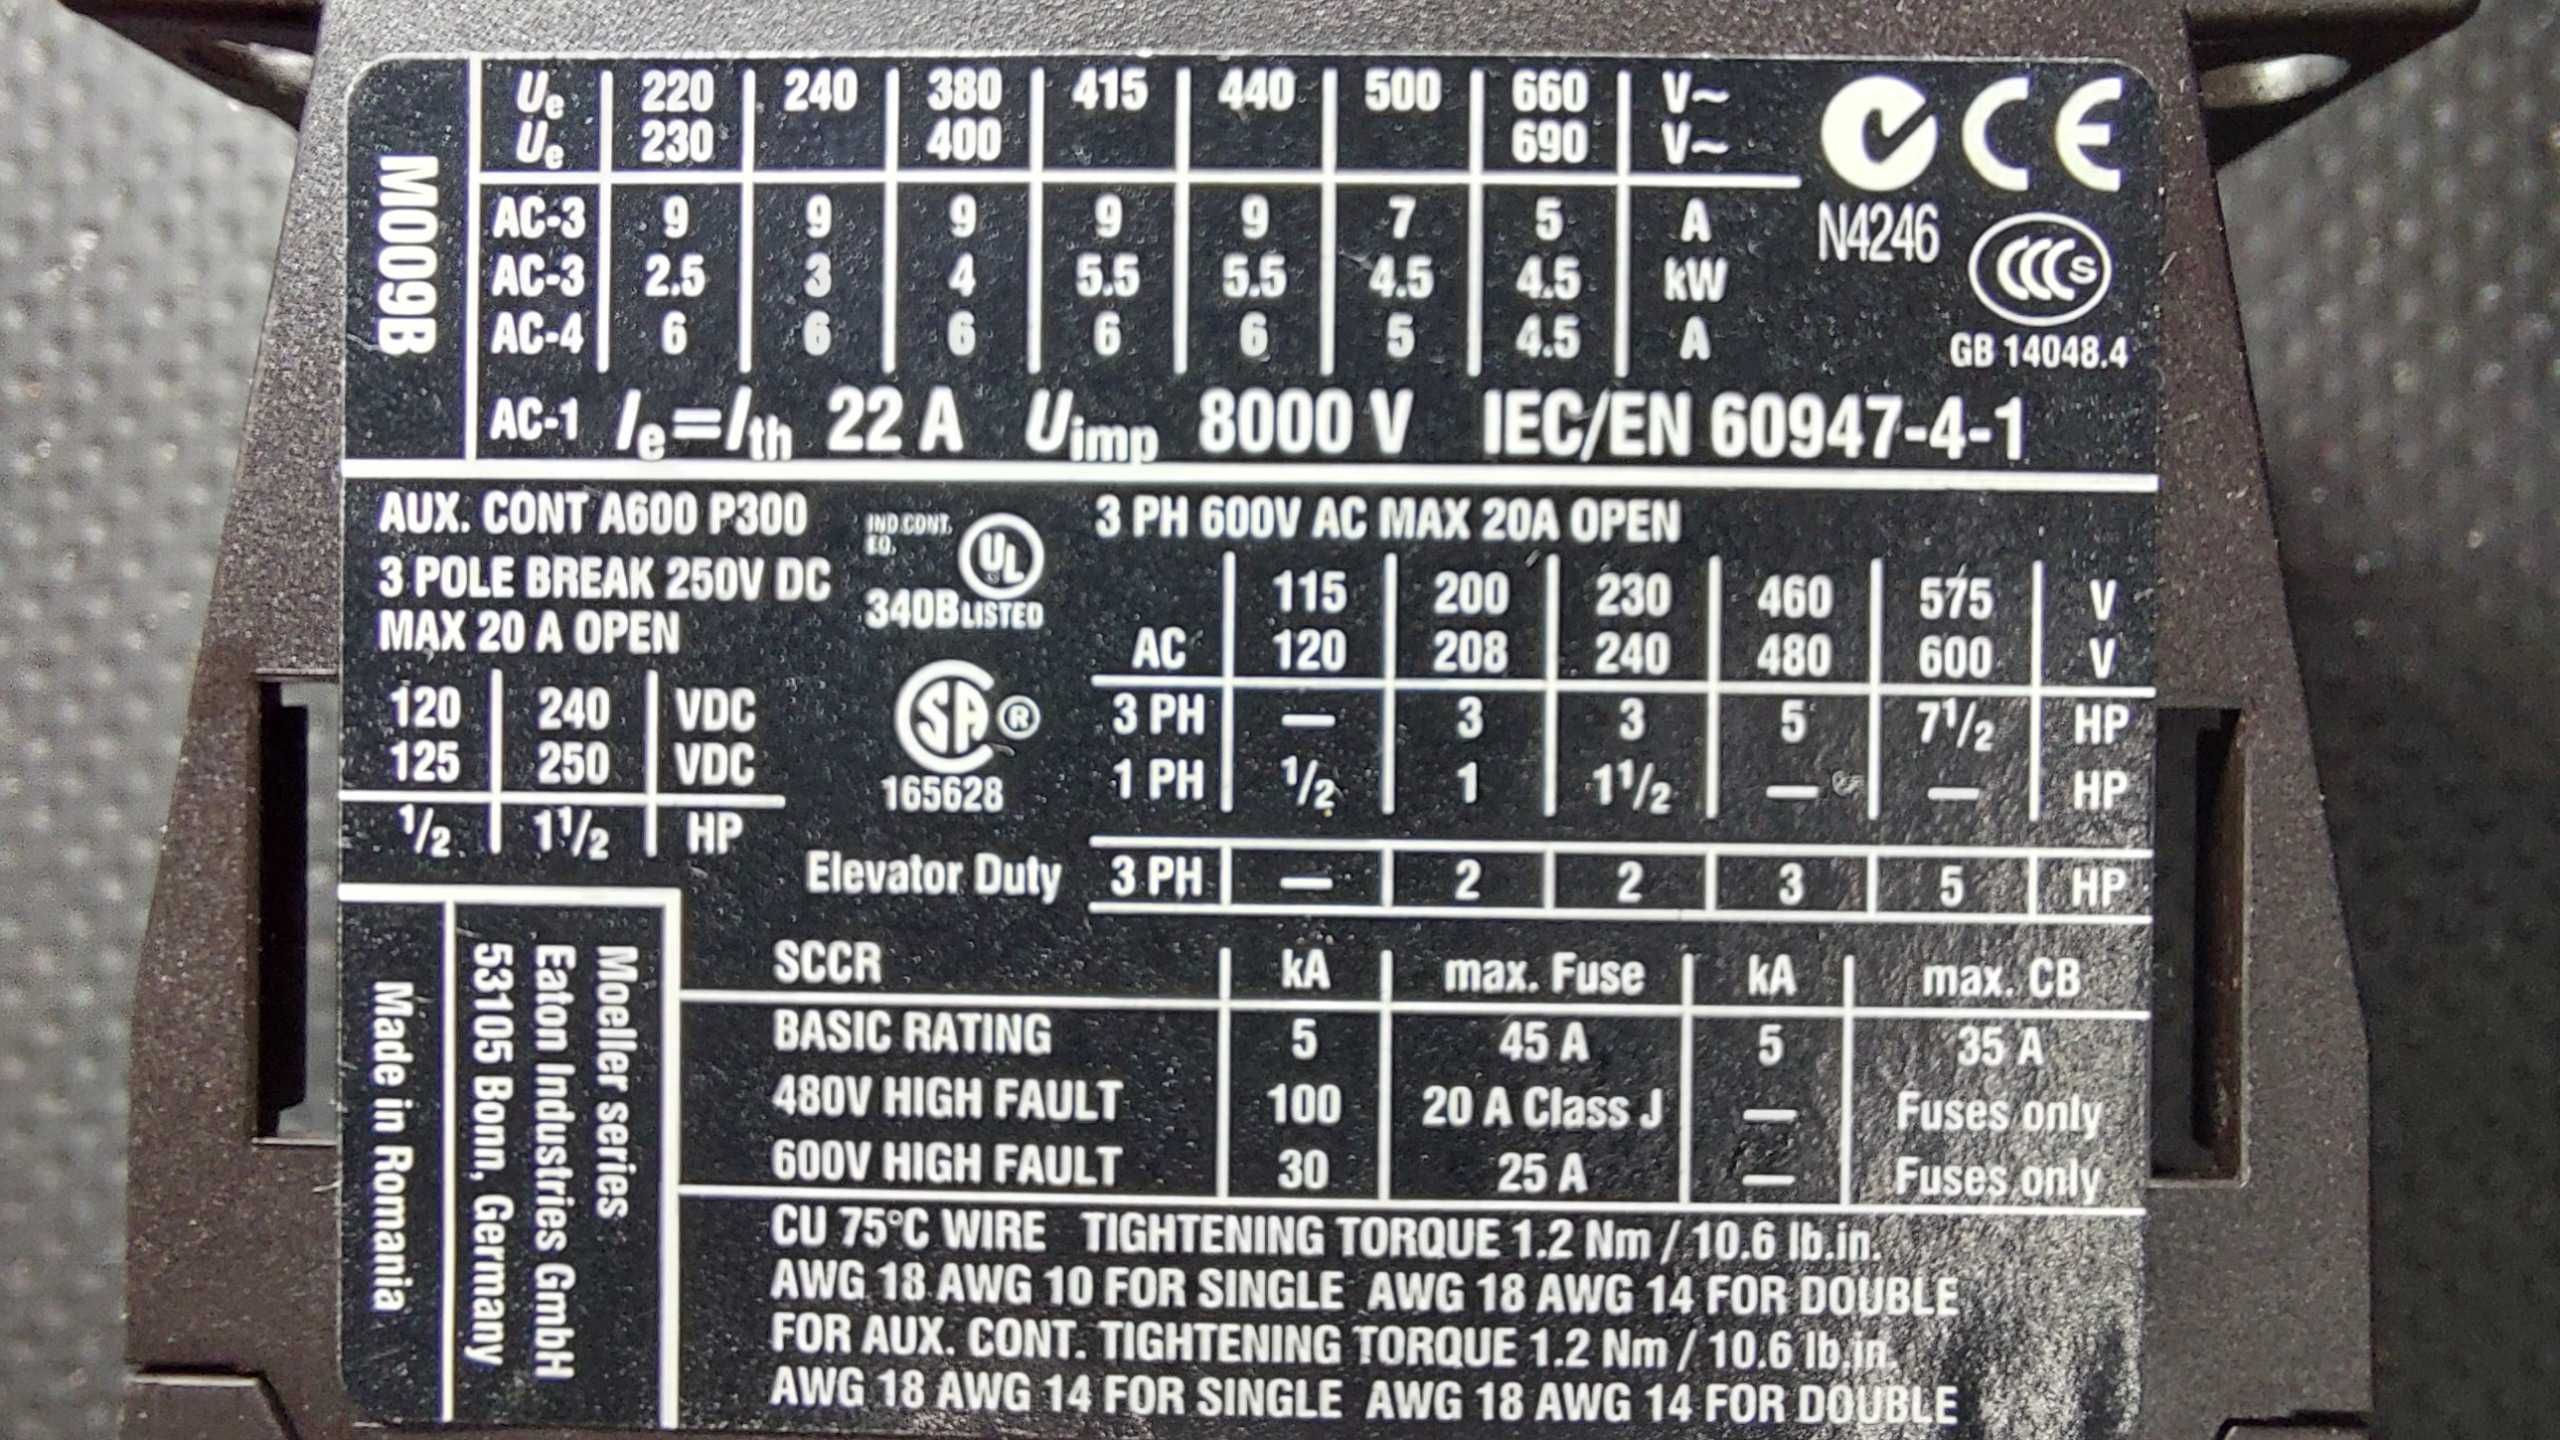 M009B
Ue 220 240 380 415 440 500 660 V~
Ue 230 400 690 V~
AC-3 9 9 9 9 9 7 5 A
AC-3 2.5 3 4 5.5 5.5 4.5 4.5 kW
AC-4 6 6 6 6 6 5 4.5 A
AC-1 Ie=Ith 22 A Uimp 8000 V IEC/EN 60947-4-1
CE
N4246
CCC S
GB 14048.4
AUX. CONT A600 P300
3 POLE BREAK 250V DC
MAX 20 A OPEN
120 240 VDC
125 250 VDC
1/2 1 1/2 HP
IND.CONT.
EQ.
UL
340B LISTED
SA ®
165628
3 PH 600V AC MAX 20A OPEN
115 200 230 460 575 V
AC 120 208 240 480 600 V
3 PH — 3 3 5 7 1/2 HP
1 PH 1/2 1 1 1/2 — — HP
Elevator Duty 3 PH — 2 2 3 5 HP
Moeller series
Eaton Industries GmbH
53105 Bonn, Germany
Made in Romania
SCCR kA max. Fuse kA max. CB
BASIC RATING 5 45 A 5 35 A
480V HIGH FAULT 100 20 A Class J — Fuses only
600V HIGH FAULT 30 25 A — Fuses only
CU 75°C WIRE TIGHTENING TORQUE 1.2 Nm / 10.6 lb.in.
AWG 18 AWG 10 FOR SINGLE AWG 18 AWG 14 FOR DOUBLE
FOR AUX. CONT. TIGHTENING TORQUE 1.2 Nm / 10.6 lb.in.
AWG 18 AWG 14 FOR SINGLE AWG 18 AWG 14 FOR DOUBLE